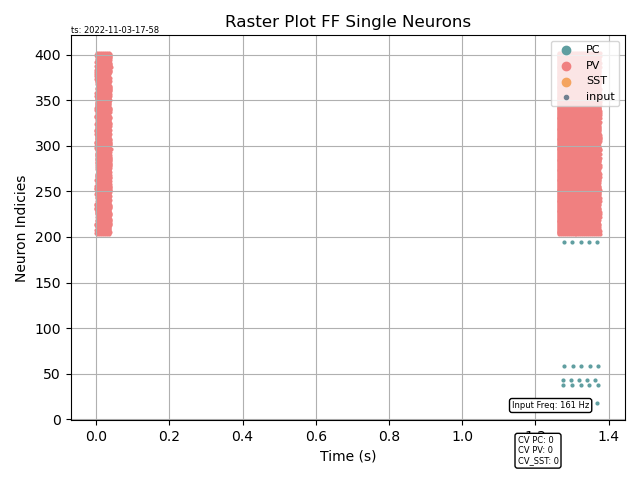 Raster Plot FF Single Neurons
ts: 2022-11-03-17-58
PC
PV
SST
input
400
350
300
250
200
150
100
50
0
Neuron Indicies
Input Freq: 161 Hz
0.0 0.2 0.4 0.6 0.8 1.0 1.2 1.4
Time (s)
CV PC: 0
CV PV: 0
CV_SST: 0